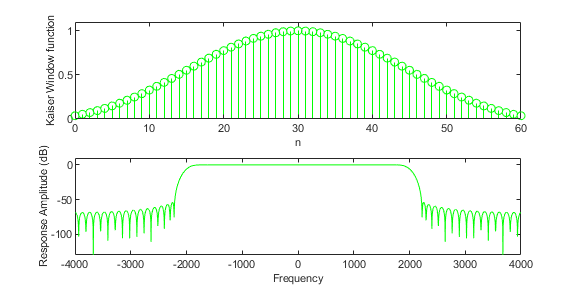 Kaiser Window function
1
0.5
0
0 10 20 30 40 50 60
n
Response Amplitude (dB)
0
-50
-100
-4000 -3000 -2000 -1000 0 1000 2000 3000 4000
Frequency